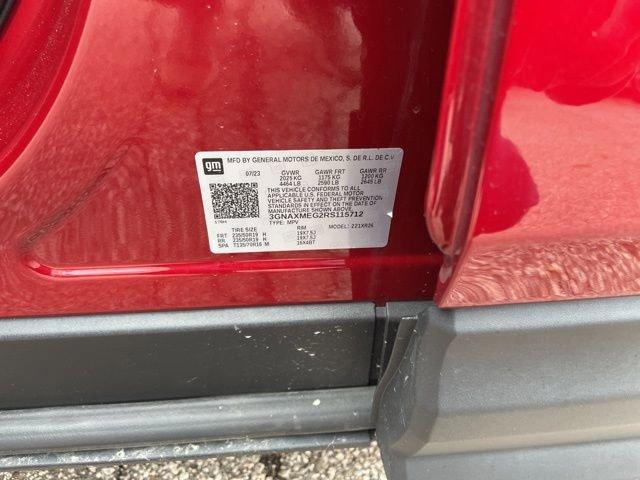 gm MFD BY GENERAL MOTORS DE MEXICO, S. DE R.L. DE C.V
07/23 GVWR GAWR FRT GAWR RR
2025 KG 1175 KG 1200 KG
4464 LB 2590 LB 2645 LB
THIS VEHICLE CONFORMS TO ALL
APPLICABLE U.S. FEDERAL MOTOR
VEHICLE SAFETY AND THEFT PREVENTION
STANDARDS IN EFFECT ON THE DATE OF
MANUFACTURE SHOWN ABOVE.
3GNAXMEG2RS115712
TYPE: MPV
TIRE SIZE RIM MODEL: 221XR26
FRT 235/50R19 H 19X7.5J
RR 235/50R19 H 19X7.5J
SPA T135/70R16 M 16X4BT